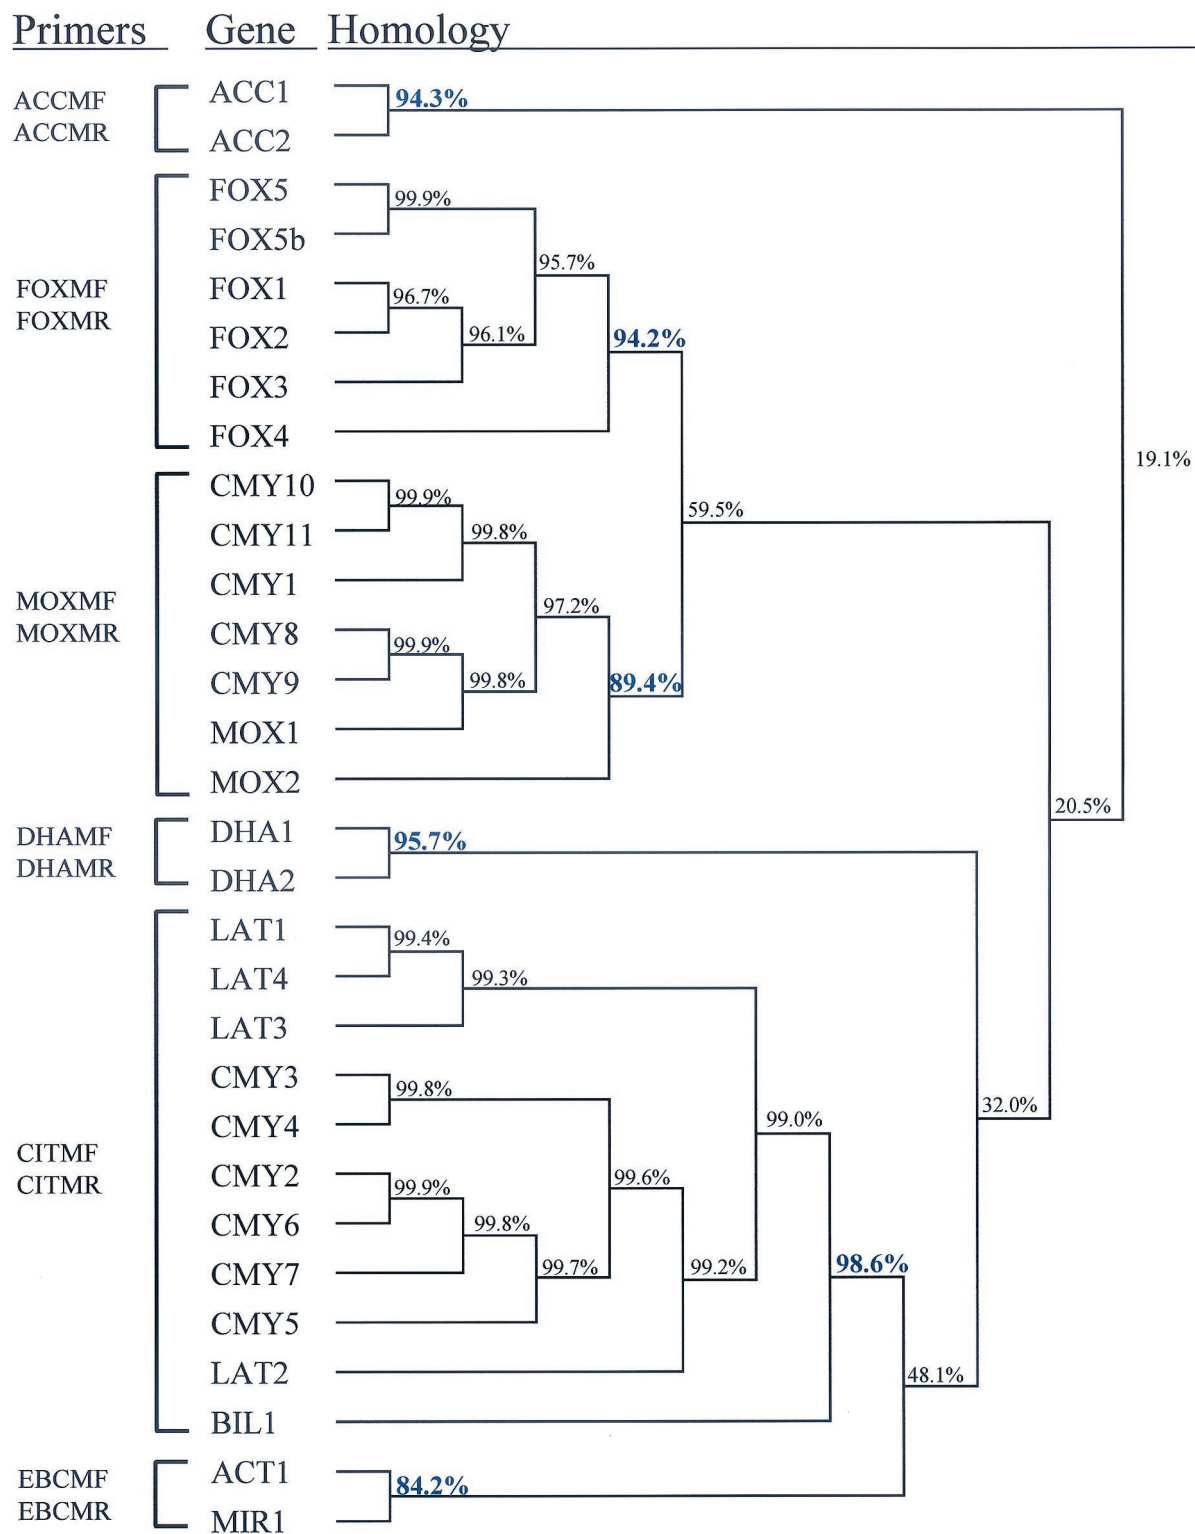 Primers Gene Homology
ACCMF
ACCMR
ACC1
ACC2
94.3%
FOXMF
FOXMR
FOX5
FOX5b
FOX1
FOX2
FOX3
FOX4
99.9%
95.7%
96.7%
96.1%
94.2%
MOXMF
MOXMR
CMY10
CMY11
CMY1
CMY8
CMY9
MOX1
MOX2
99.9%
99.8%
97.2%
99.9%
99.8%
89.4%
59.5%
19.1%
DHAMF
DHAMR
DHA1
DHA2
95.7%
20.5%
CITMF
CITMR
LAT1
LAT4
LAT3
CMY3
CMY4
CMY2
CMY6
CMY7
CMY5
LAT2
BIL1
99.4%
99.3%
99.8%
99.0%
32.0%
99.6%
99.9%
99.8%
99.7%
99.2%
98.6%
48.1%
EBCMF
EBCMR
ACT1
MIR1
84.2%